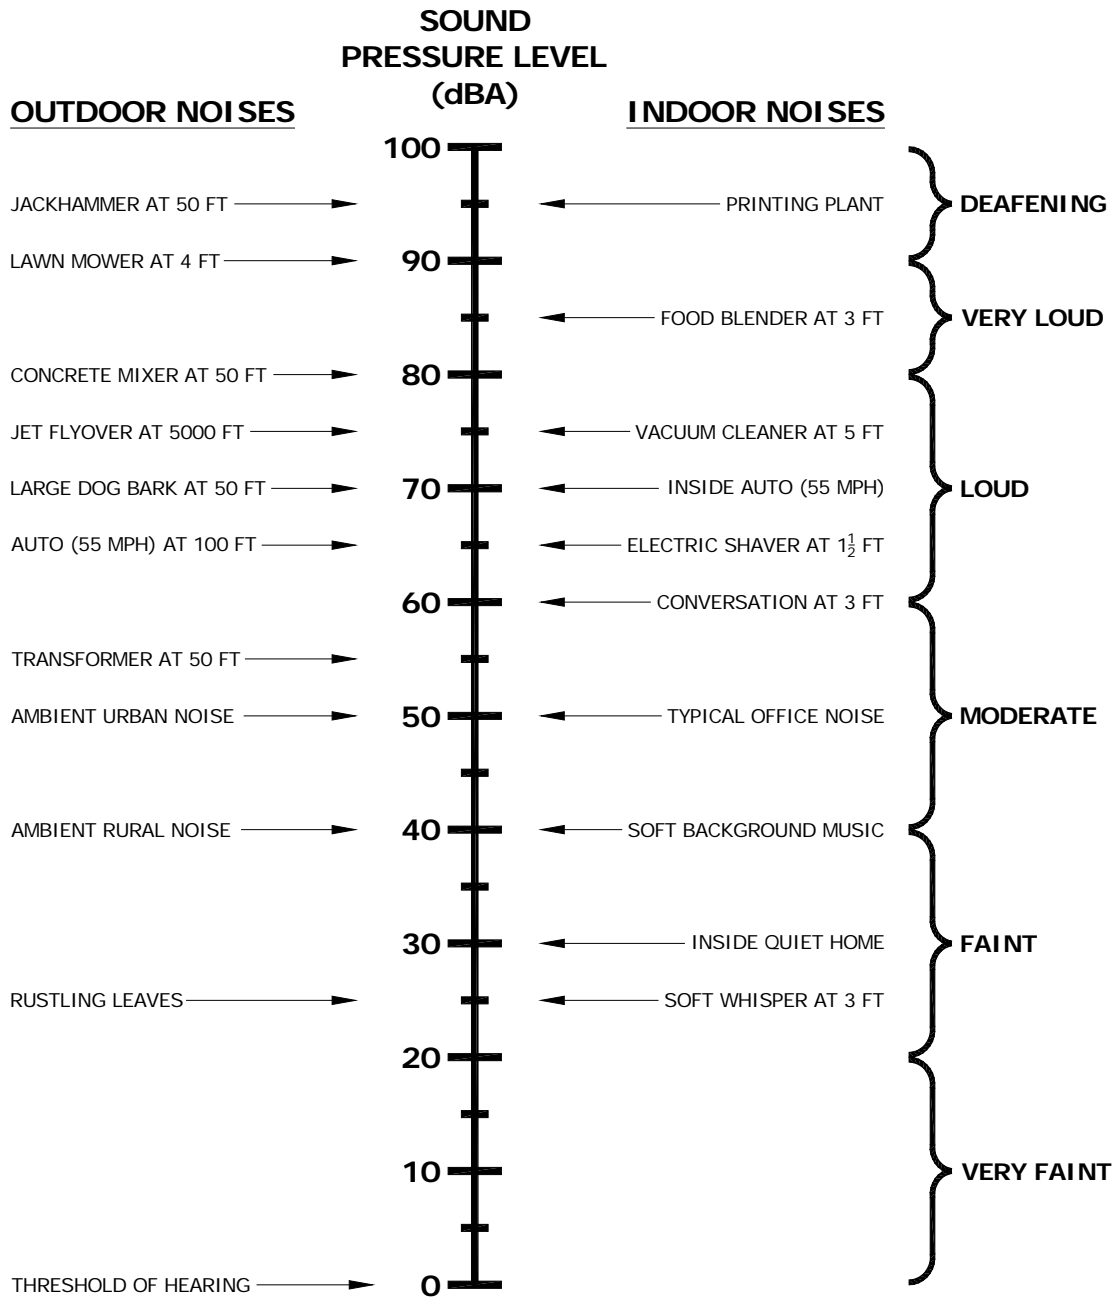 SOUND
PRESSURE LEVEL
(dBA)
OUTDOOR NOISES
INDOOR NOISES
100
JACKHAMMER AT 50 FT
PRINTING PLANT
DEAFENING
LAWN MOWER AT 4 FT
90
FOOD BLENDER AT 3 FT
VERY LOUD
CONCRETE MIXER AT 50 FT
80
JET FLYOVER AT 5000 FT
VACUUM CLEANER AT 5 FT
LARGE DOG BARK AT 50 FT
70
INSIDE AUTO (55 MPH)
LOUD
AUTO (55 MPH) AT 100 FT
ELECTRIC SHAVER AT 1½ FT
60
CONVERSATION AT 3 FT
TRANSFORMER AT 50 FT
AMBIENT URBAN NOISE
50
TYPICAL OFFICE NOISE
MODERATE
AMBIENT RURAL NOISE
40
SOFT BACKGROUND MUSIC
30
INSIDE QUIET HOME
FAINT
RUSTLING LEAVES
SOFT WHISPER AT 3 FT
20
10
VERY FAINT
THRESHOLD OF HEARING
0